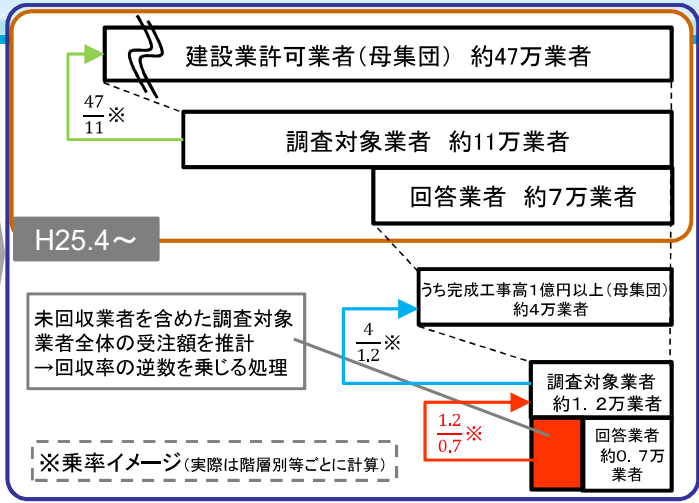 建設業許可業者(母集団) 約47万業者
47
11
※
調査対象業者 約11万業者
回答業者 約7万業者
H25.4～
うち完成工事高1億円以上(母集団)
約4万業者
未回収業者を含めた調査対象
業者全体の受注額を推計
→回収率の逆数を乗じる処理
4
1.2
※
調査対象業者
約1.2万業者
1.2
0.7
※
回答業者
約0.7万
業者
※乗率イメージ(実際は階層別等ごとに計算)